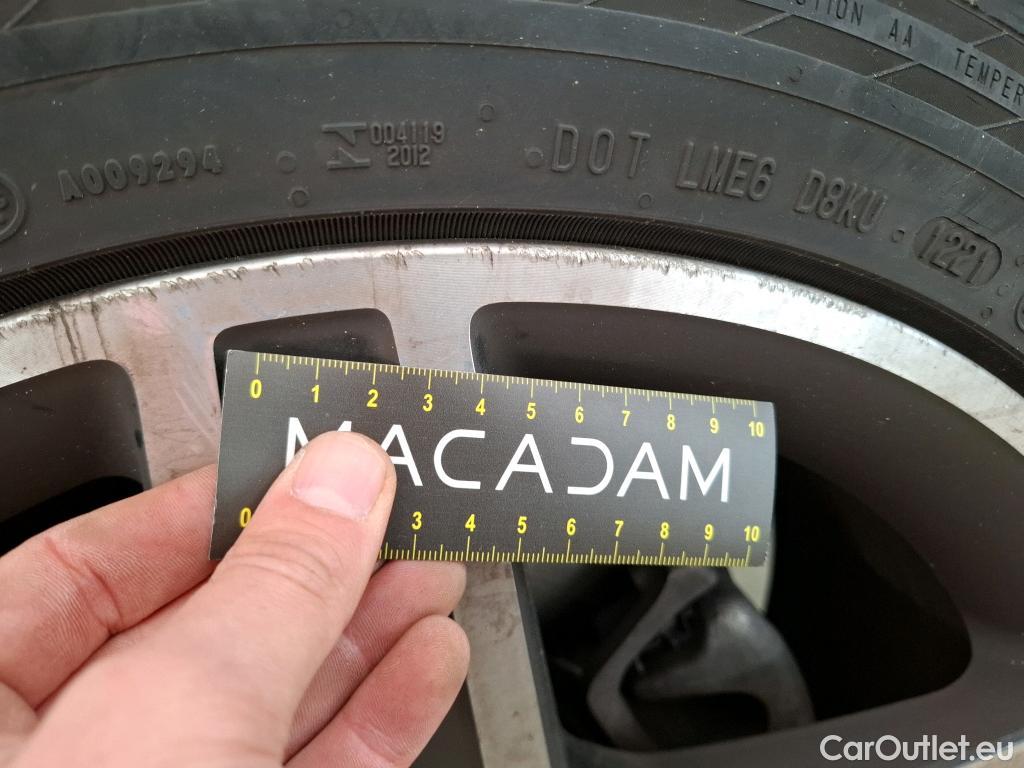 CTION AA TEMPER
A009294
004119
2012
DOT LME6 D8KU 1221
0 1 2 3 4 5 6 7 8 9 10
MACADAM
0 3 4 5 6 7 8 9 10
CarOutlet.eu